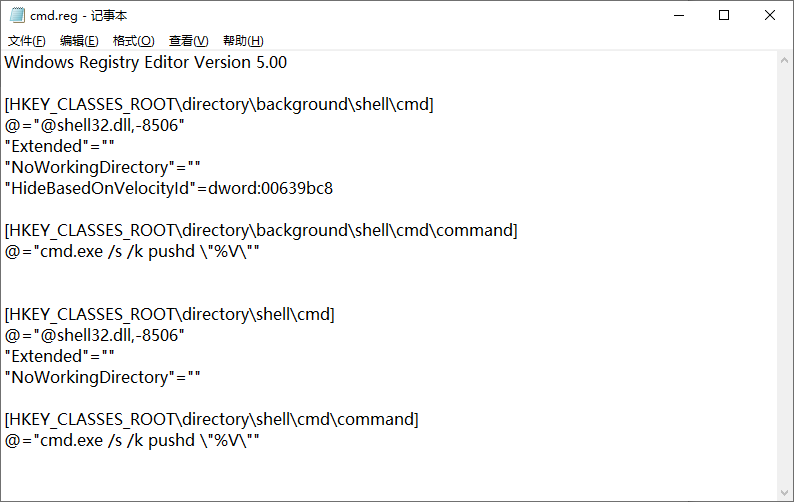 cmd.reg - 记事本
文件(F) 编辑(E) 格式(O) 查看(V) 帮助(H)
Windows Registry Editor Version 5.00
[HKEY_CLASSES_ROOT\directory\background\shell\cmd]
@="@shell32.dll,-8506"
"Extended"=""
"NoWorkingDirectory"=""
"HideBasedOnVelocityId"=dword:00639bc8
[HKEY_CLASSES_ROOT\directory\background\shell\cmd\command]
@="cmd.exe /s /k pushd \"%V\""
[HKEY_CLASSES_ROOT\directory\shell\cmd]
@="@shell32.dll,-8506"
"Extended"=""
"NoWorkingDirectory"=""
[HKEY_CLASSES_ROOT\directory\shell\cmd\command]
@="cmd.exe /s /k pushd \"%V\""